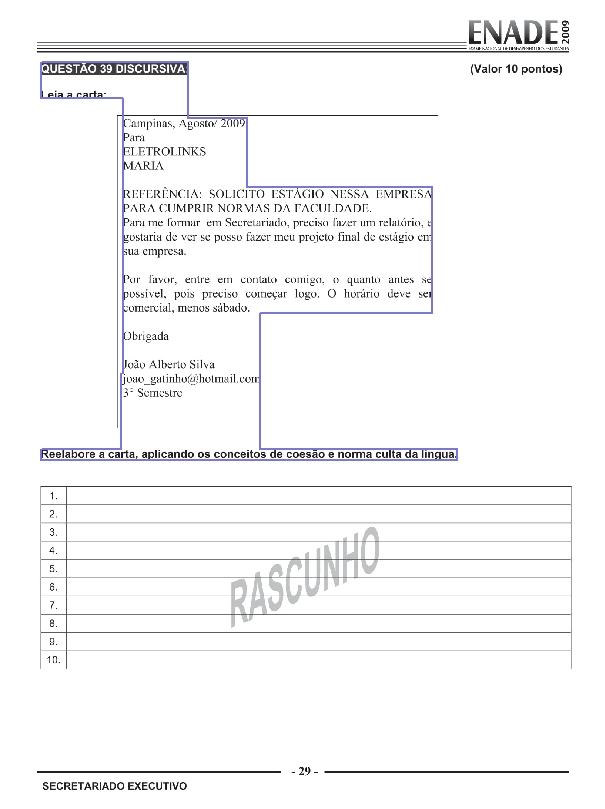 ENADE 2009
EXAME NACIONAL DE DESEMPENHO DOS ESTUDANTES
QUESTÃO 39 DISCURSIVA
(Valor 10 pontos)
Leia a carta:
Campinas, Agosto/ 2009
Para
ELETROLINKS
MARIA
REFERÊNCIA: SOLICITO ESTÁGIO NESSA EMPRESA
PARA CUMPRIR NORMAS DA FACULDADE.
Para me formar em Secretariado, preciso fazer um relatório, e
gostaria de ver se posso fazer meu projeto final de estágio em
sua empresa.
Por favor, entre em contato comigo, o quanto antes se
possível, pois preciso começar logo. O horário deve ser
comercial, menos sábado.
Obrigada
João Alberto Silva
joao_gatinho@hotmail.com
3° Semestre
Reelabore a carta, aplicando os conceitos de coesão e norma culta da língua.
1.
2.
3.
4.
5.
6.
7.
8.
9.
10.
RASCUNHO
- 29 -
SECRETARIADO EXECUTIVO